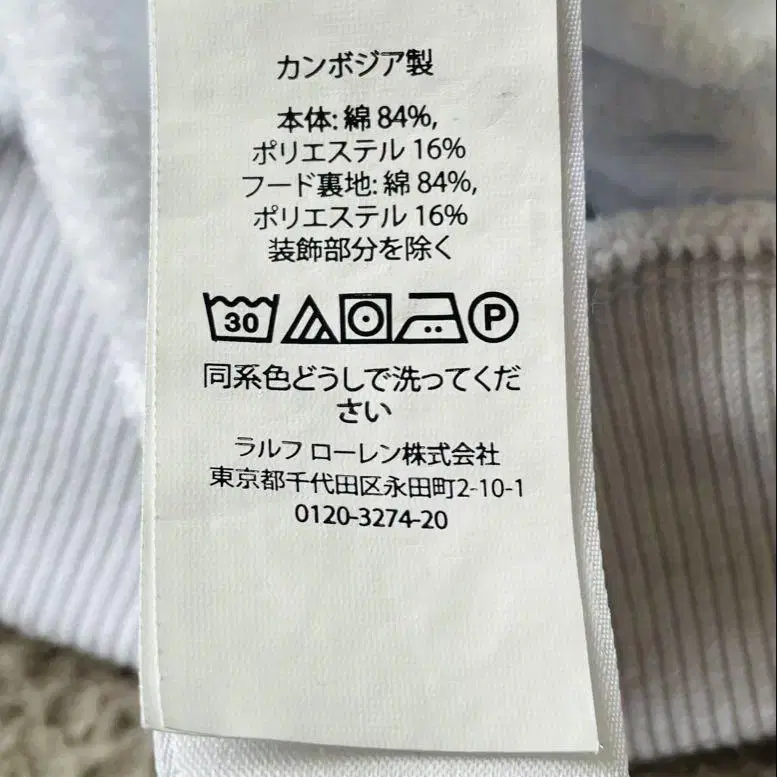 カンボジア製
本体: 綿 84%,
ポリエステル 16%
フード裏地: 綿 84%,
ポリエステル 16%
装飾部分を除く
30 P
同系色どうしで洗ってくだ
さい
ラルフ ローレン株式会社
東京都千代田区永田町2-10-1
0120-3274-20